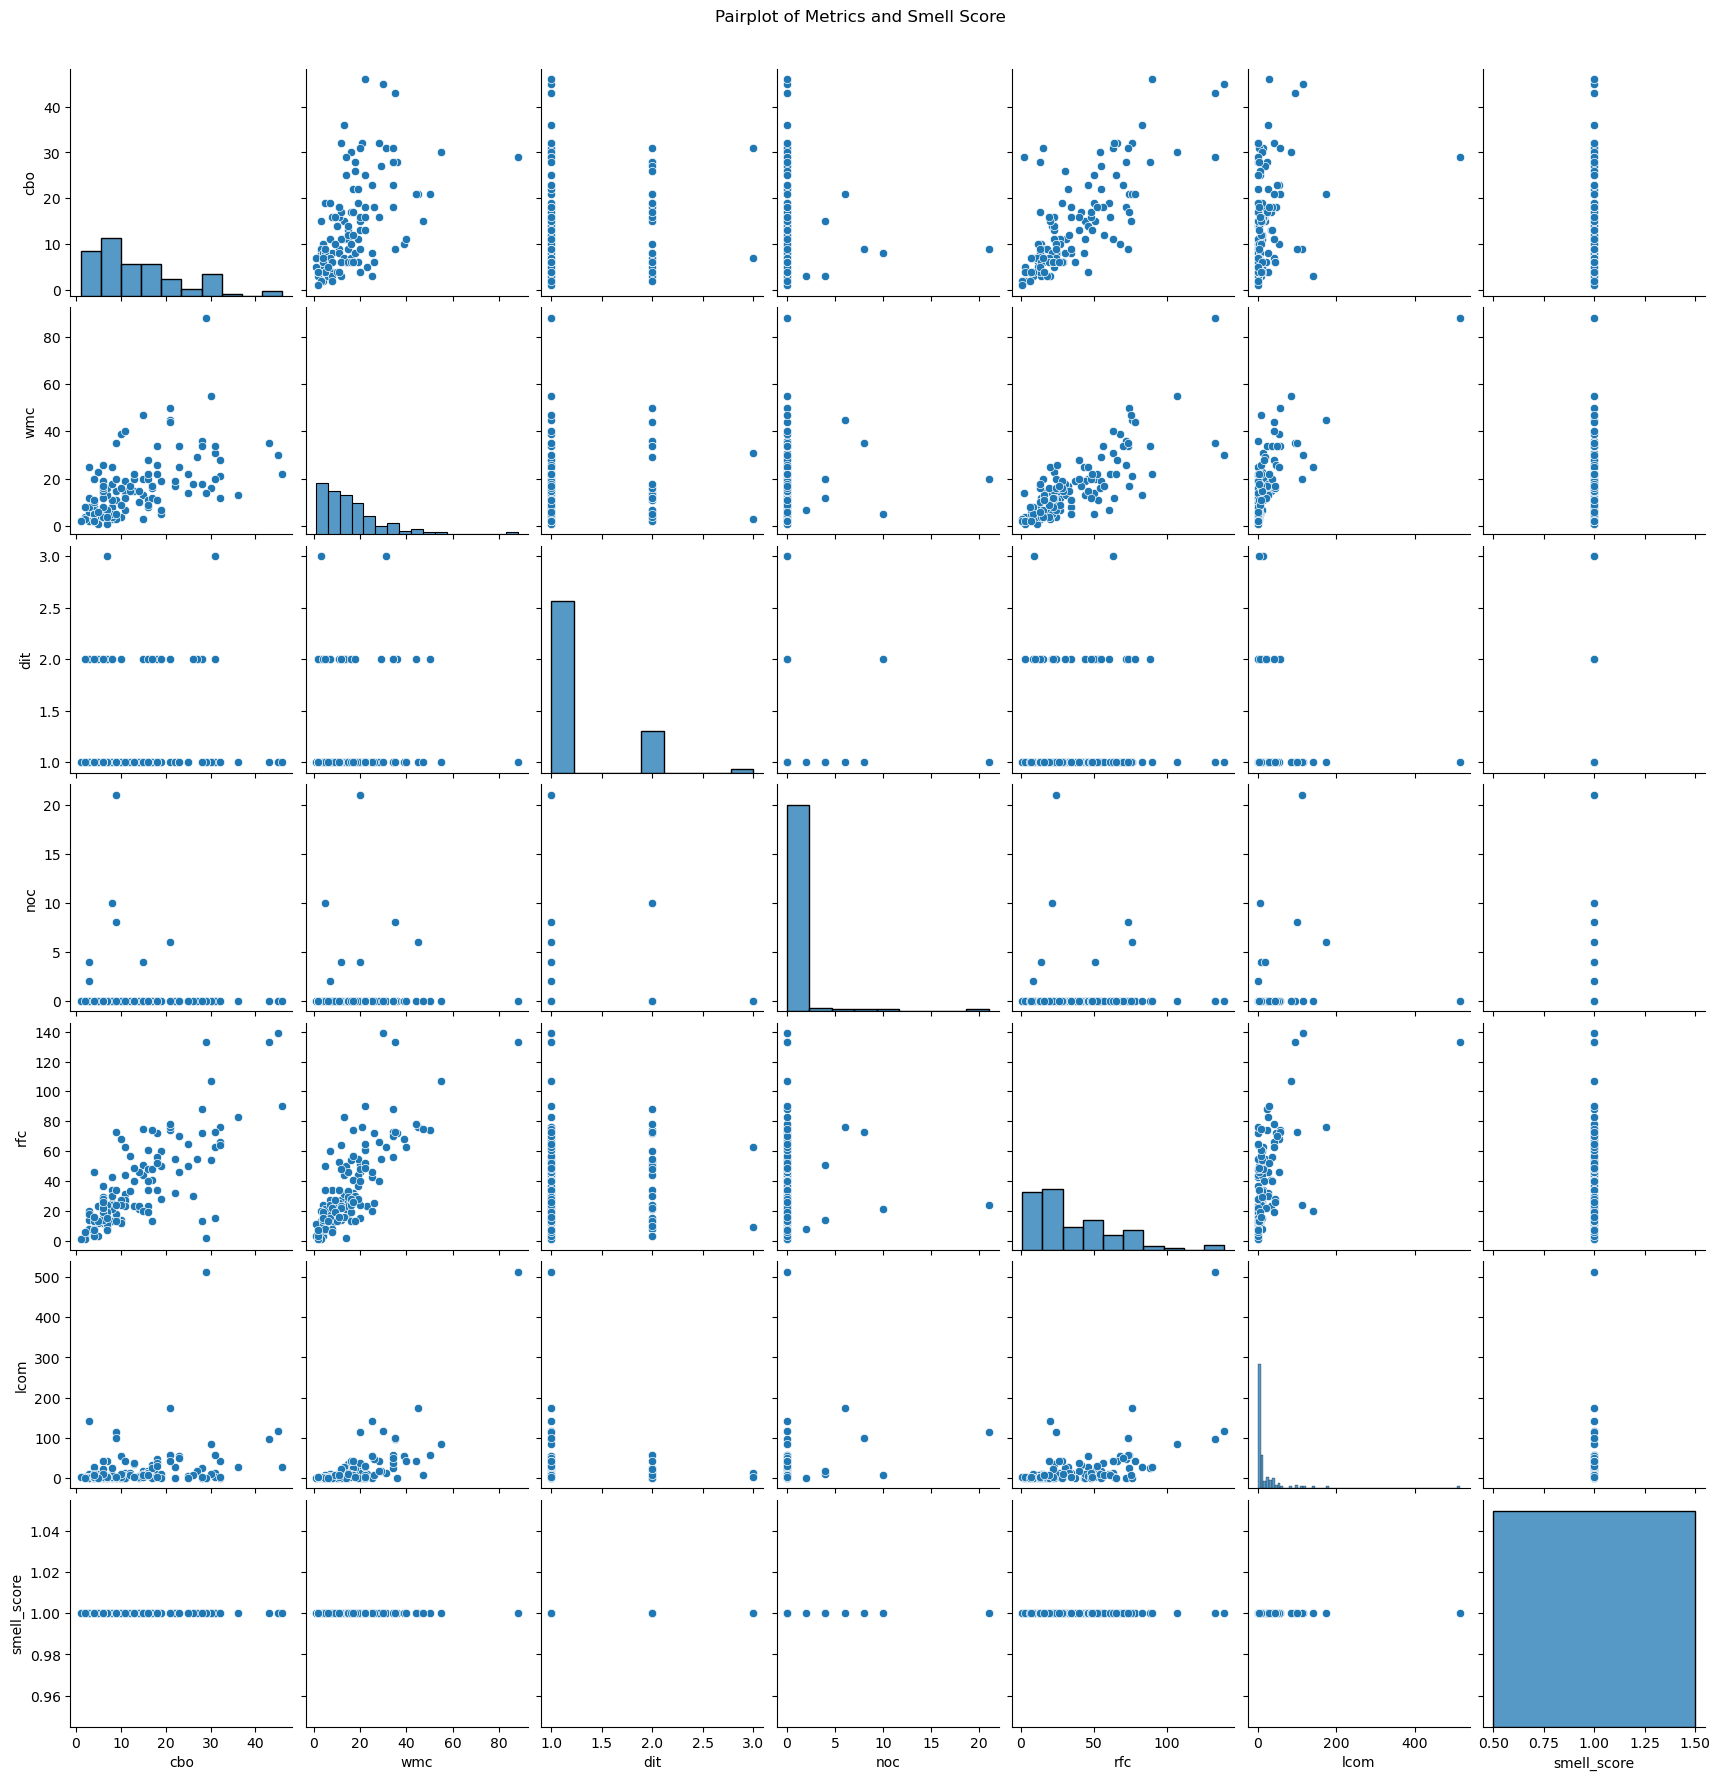 Pairplot of Metrics and Smell Score
40
30
20
10
0
cbo
80
60
40
20
0
wmc
3.0
2.5
2.0
1.5
1.0
dit
20
15
10
5
0
noc
140
120
100
80
60
40
20
0
rfc
500
400
300
200
100
0
lcom
1.04
1.02
1.00
0.98
0.96
smell_score
0 10 20 30 40
0 20 40 60 80
1.0 1.5 2.0 2.5 3.0
0 5 10 15 20
0 50 100
0 200 400
0.50 0.75 1.00 1.25 1.50
cbo wmc dit noc rfc lcom smell_score